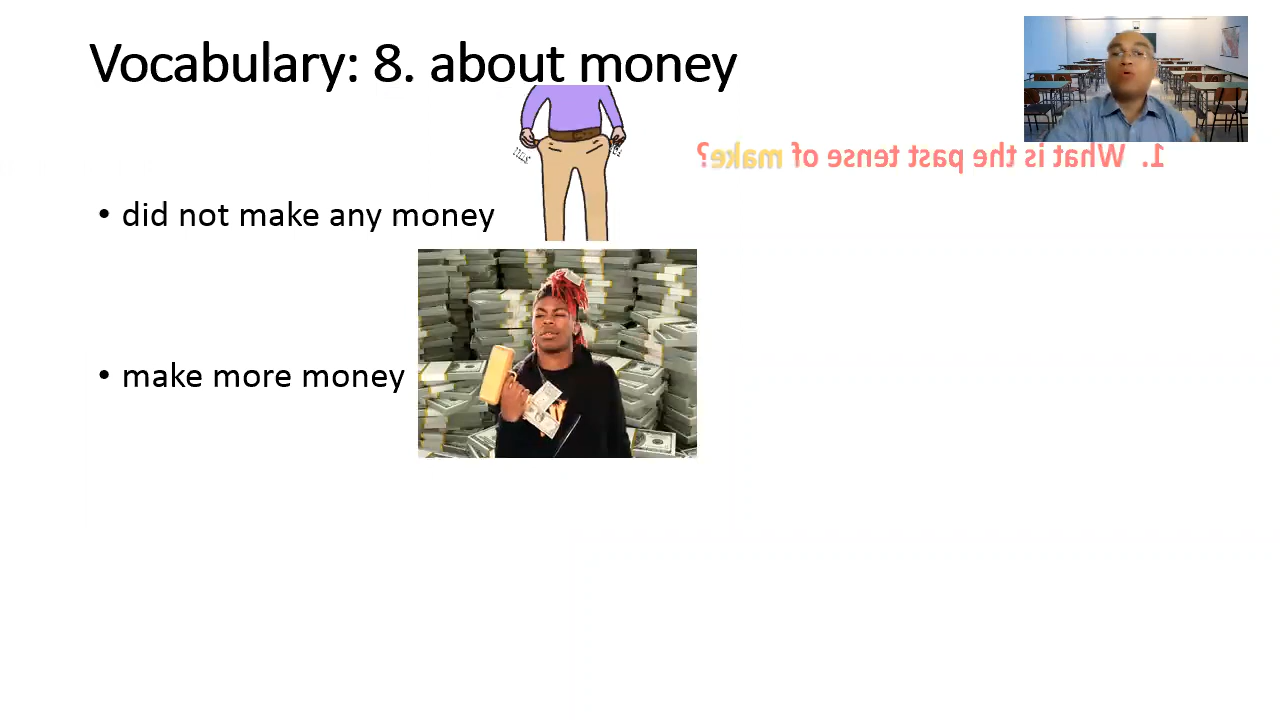 Vocabulary: 8. about money
1. What is the past tense of make?
• did not make any money
• make more money